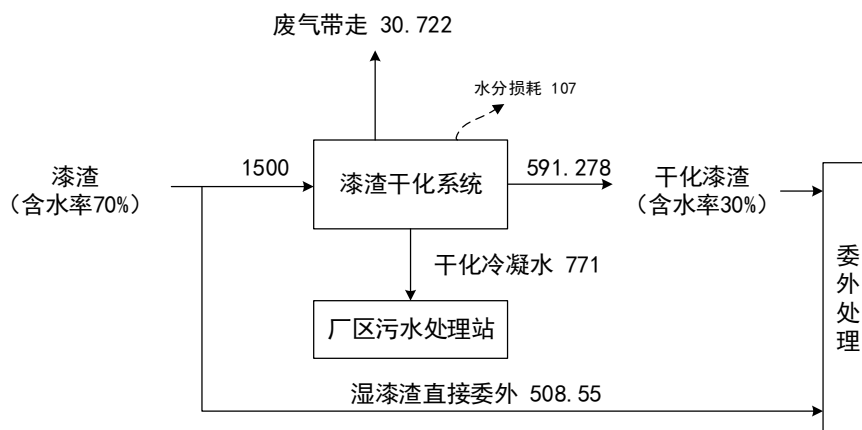 废气带走 30.722
水分损耗 107
漆渣
（含水率70%）
1500
漆渣干化系统
591.278
干化漆渣
（含水率30%）
委外处理
干化冷凝水 771
厂区污水处理站
湿漆渣直接委外 508.55